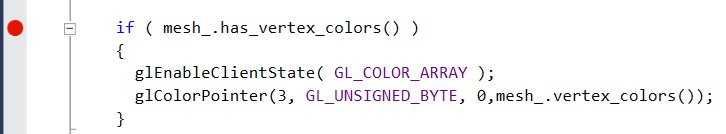 if ( mesh_.has_vertex_colors() )
{
glEnableClientState( GL_COLOR_ARRAY );
glColorPointer(3, GL_UNSIGNED_BYTE, 0,mesh_.vertex_colors());
}